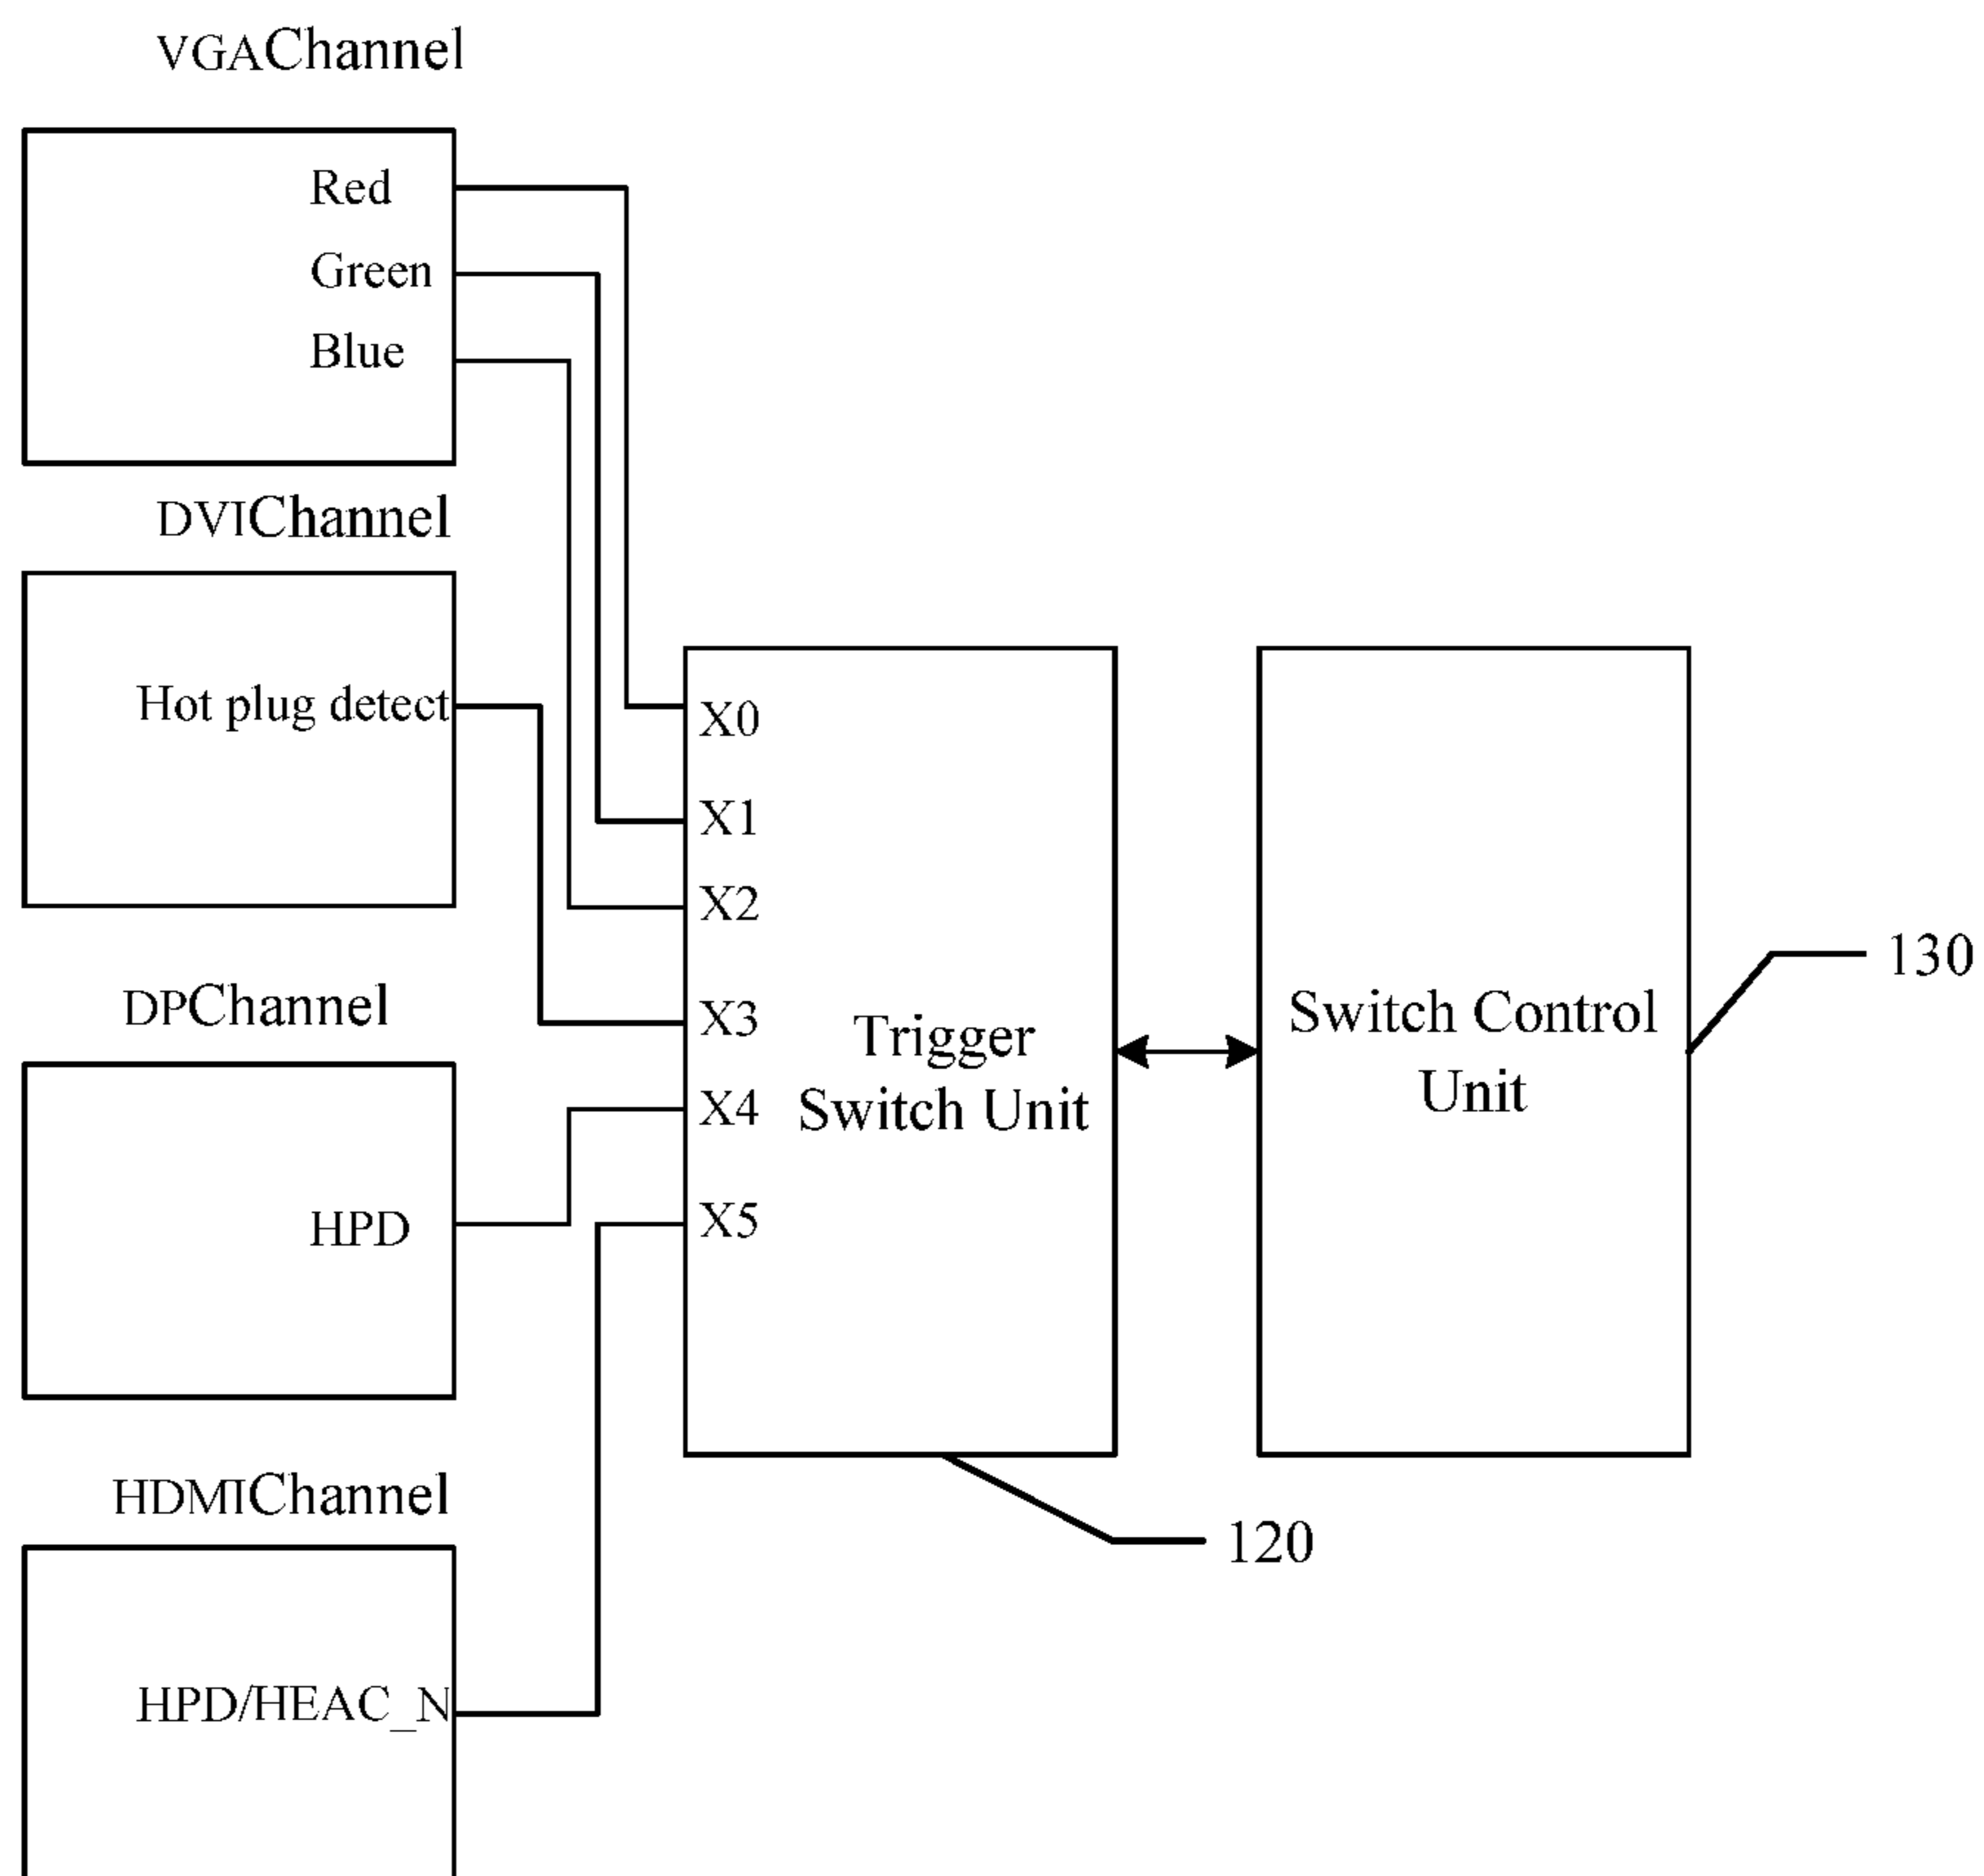 VGAChannel
Red
Green
Blue
DVIChannel
Hot plug detect
DPChannel
HPD
HDMIChannel
HPD/HEAC_N
X0
X1
X2
X3
X4
X5
Trigger
Switch Unit
120
Switch Control
Unit
130